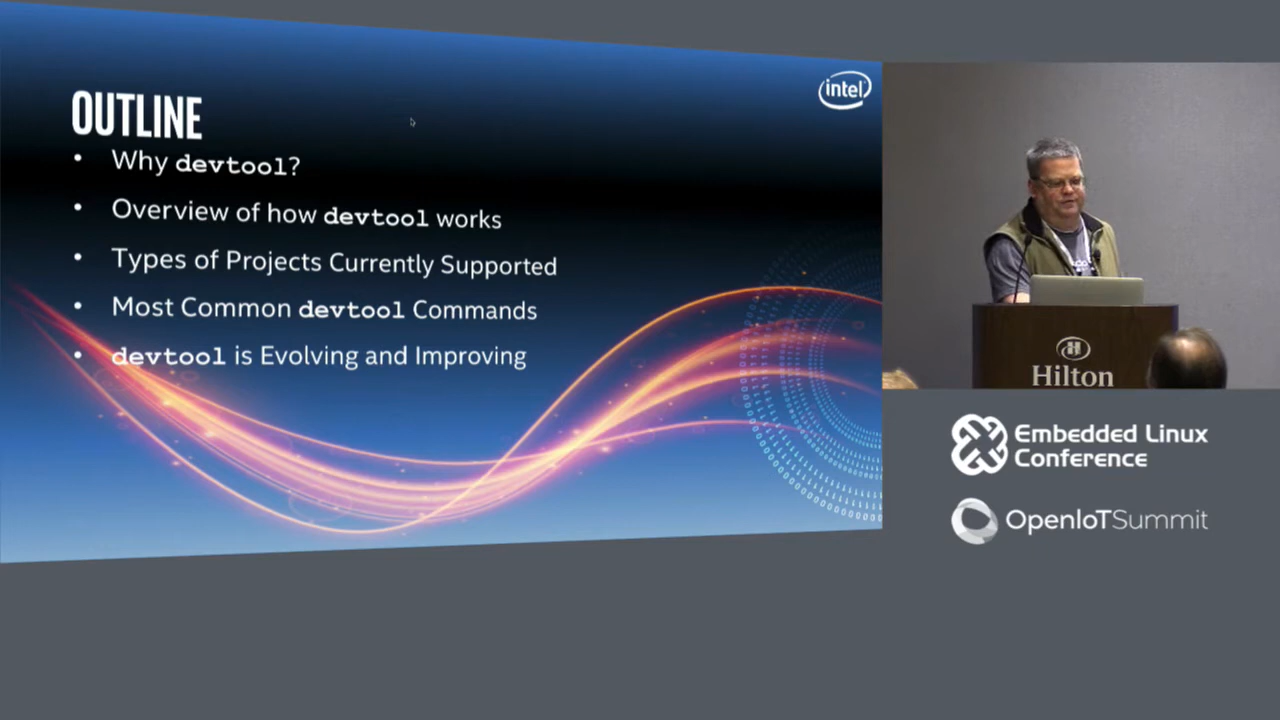 OUTLINE
intel
• Why devtool?
• Overview of how devtool works
• Types of Projects Currently Supported
• Most Common devtool Commands
• devtool is Evolving and Improving
H
Hilton
Embedded Linux
Conference
OpenIoTSummit